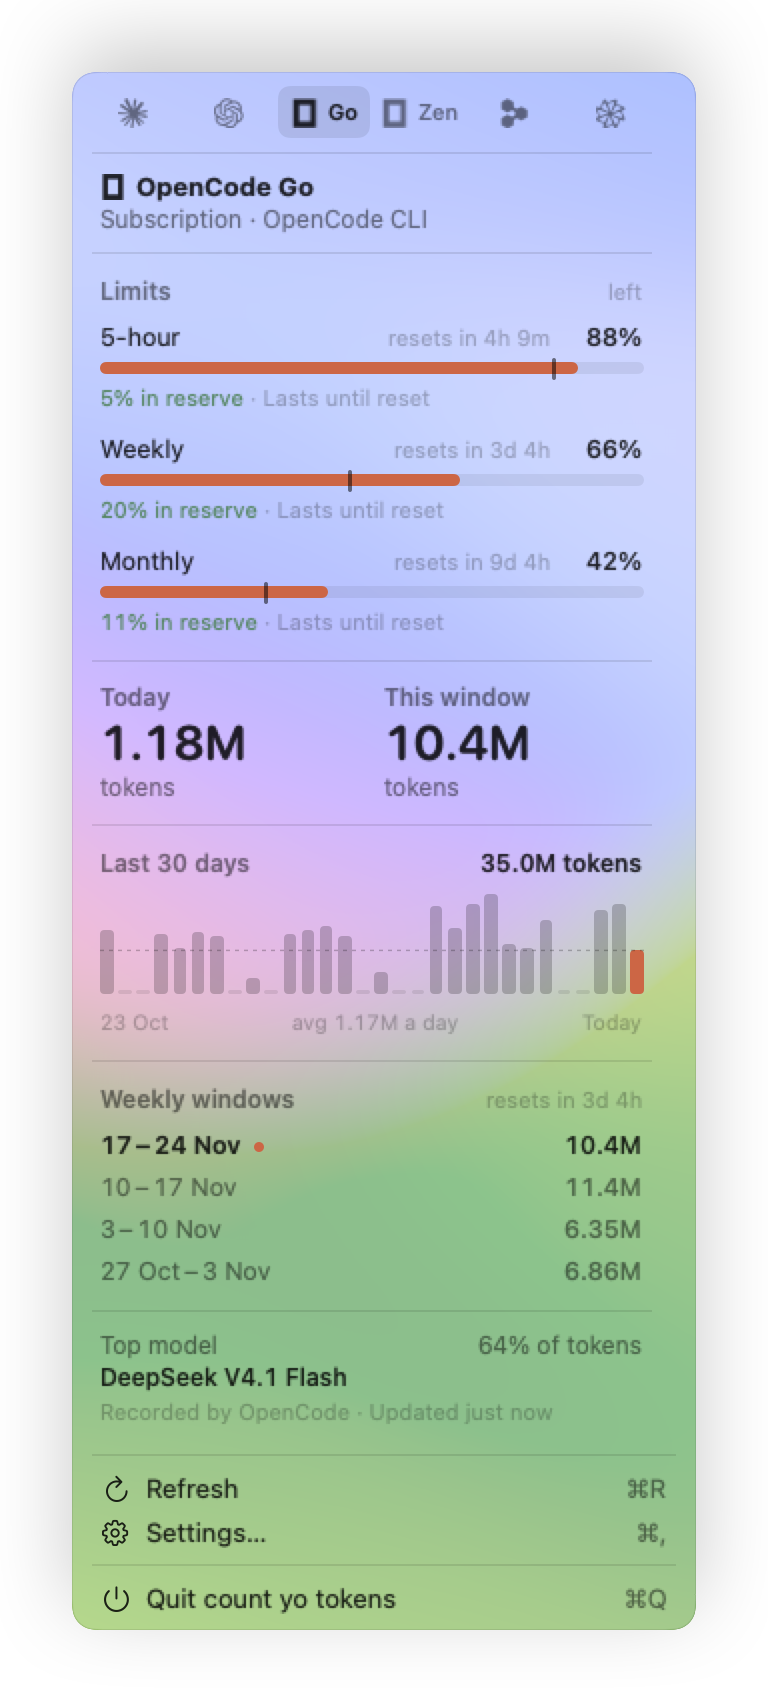 Go Zen
OpenCode Go
Subscription · OpenCode CLI
Limits left
5-hour resets in 4h 9m 88%
5% in reserve · Lasts until reset
Weekly resets in 3d 4h 66%
20% in reserve · Lasts until reset
Monthly resets in 9d 4h 42%
11% in reserve · Lasts until reset
Today This window
1.18M 10.4M
tokens tokens
Last 30 days 35.0M tokens
23 Oct avg 1.17M a day Today
Weekly windows resets in 3d 4h
17–24 Nov 10.4M
10–17 Nov 11.4M
3–10 Nov 6.35M
27 Oct–3 Nov 6.86M
Top model 64% of tokens
DeepSeek V4.1 Flash
Recorded by OpenCode · Updated just now
Refresh ⌘R
Settings... ⌘,
Quit count yo tokens ⌘Q